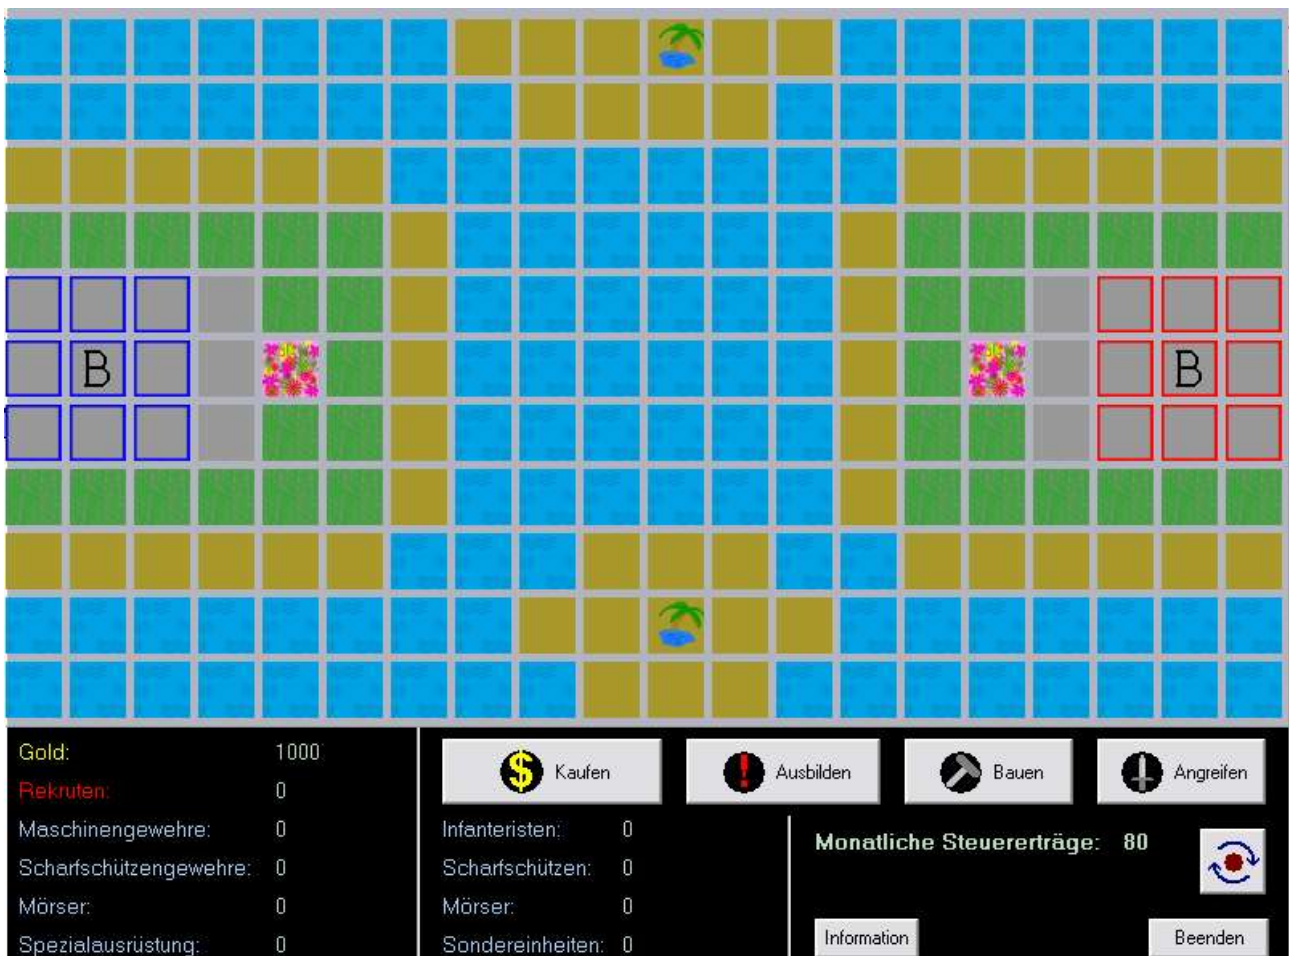 B B
Gold: 1000
Rekruten: 0
Maschinengewehre: 0
Scharfschützengewehre: 0
Mörser: 0
Spezialausrüstung: 0
$ Kaufen
! Ausbilden
Bauen
Angreifen
Infanteristen: 0
Scharfschützen: 0
Mörser: 0
Sondereinheiten: 0
Monatliche Steuererträge: 80
Information
Beenden